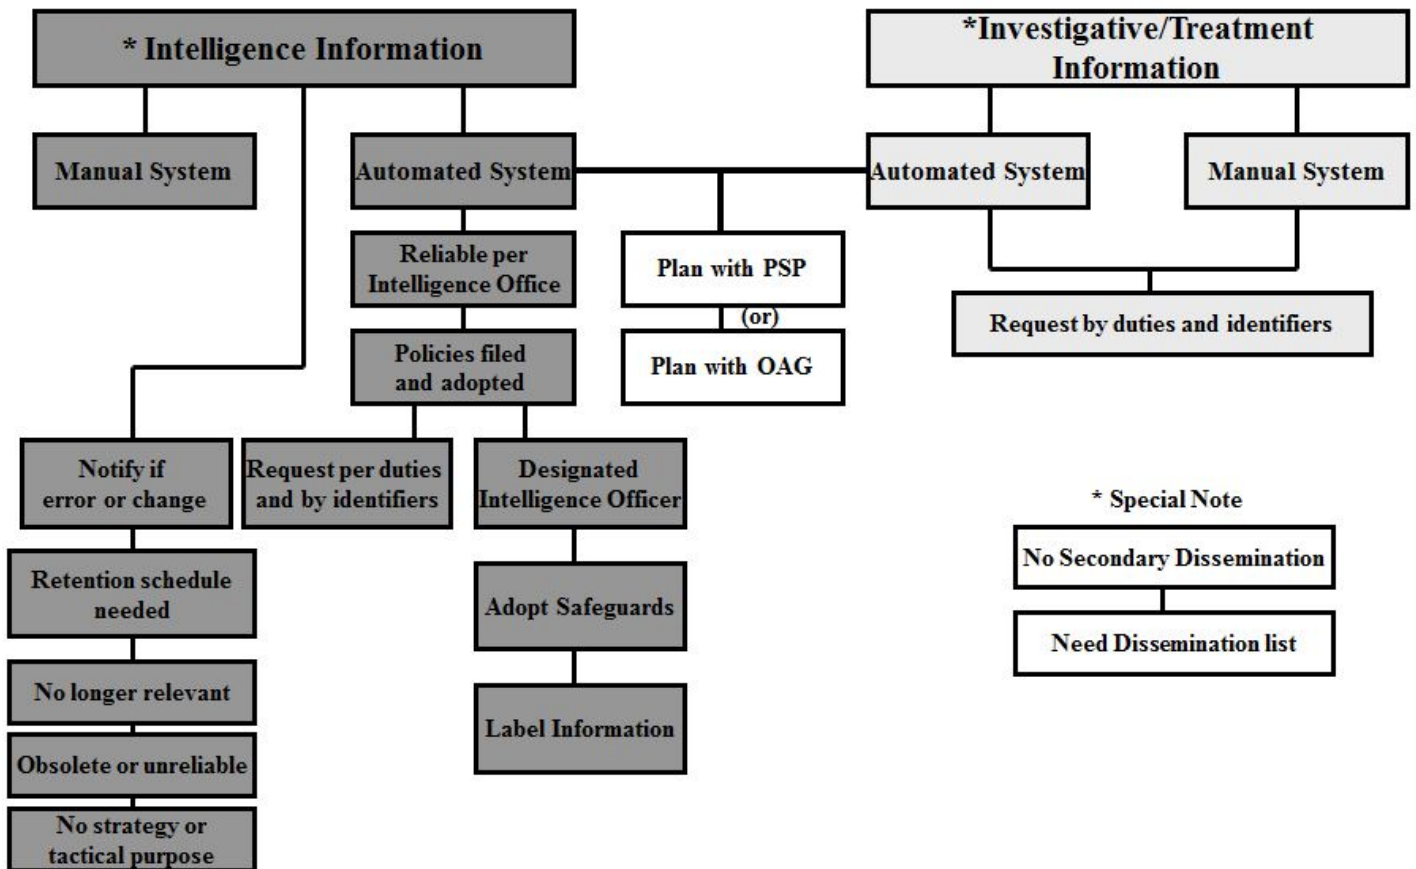 * Intelligence Information
*Investigative/Treatment
Information
Manual System
Automated System
Automated System
Manual System
Reliable per
Intelligence Office
Plan with PSP
(or)
Plan with OAG
Request by duties and identifiers
Policies filed
and adopted
Notify if
error or change
Request per duties
and by identifiers
Designated
Intelligence Officer
Retention schedule
needed
Adopt Safeguards
No longer relevant
Label Information
Obsolete or unreliable
No strategy or
tactical purpose
* Special Note
No Secondary Dissemination
Need Dissemination list